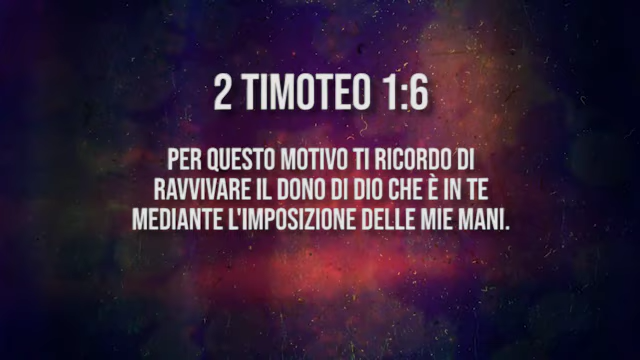 2 TIMOTEO 1:6
PER QUESTO MOTIVO TI RICORDO DI
RAVVIVARE IL DONO DI DIO CHE È IN TE
MEDIANTE L'IMPOSIZIONE DELLE MIE MANI.